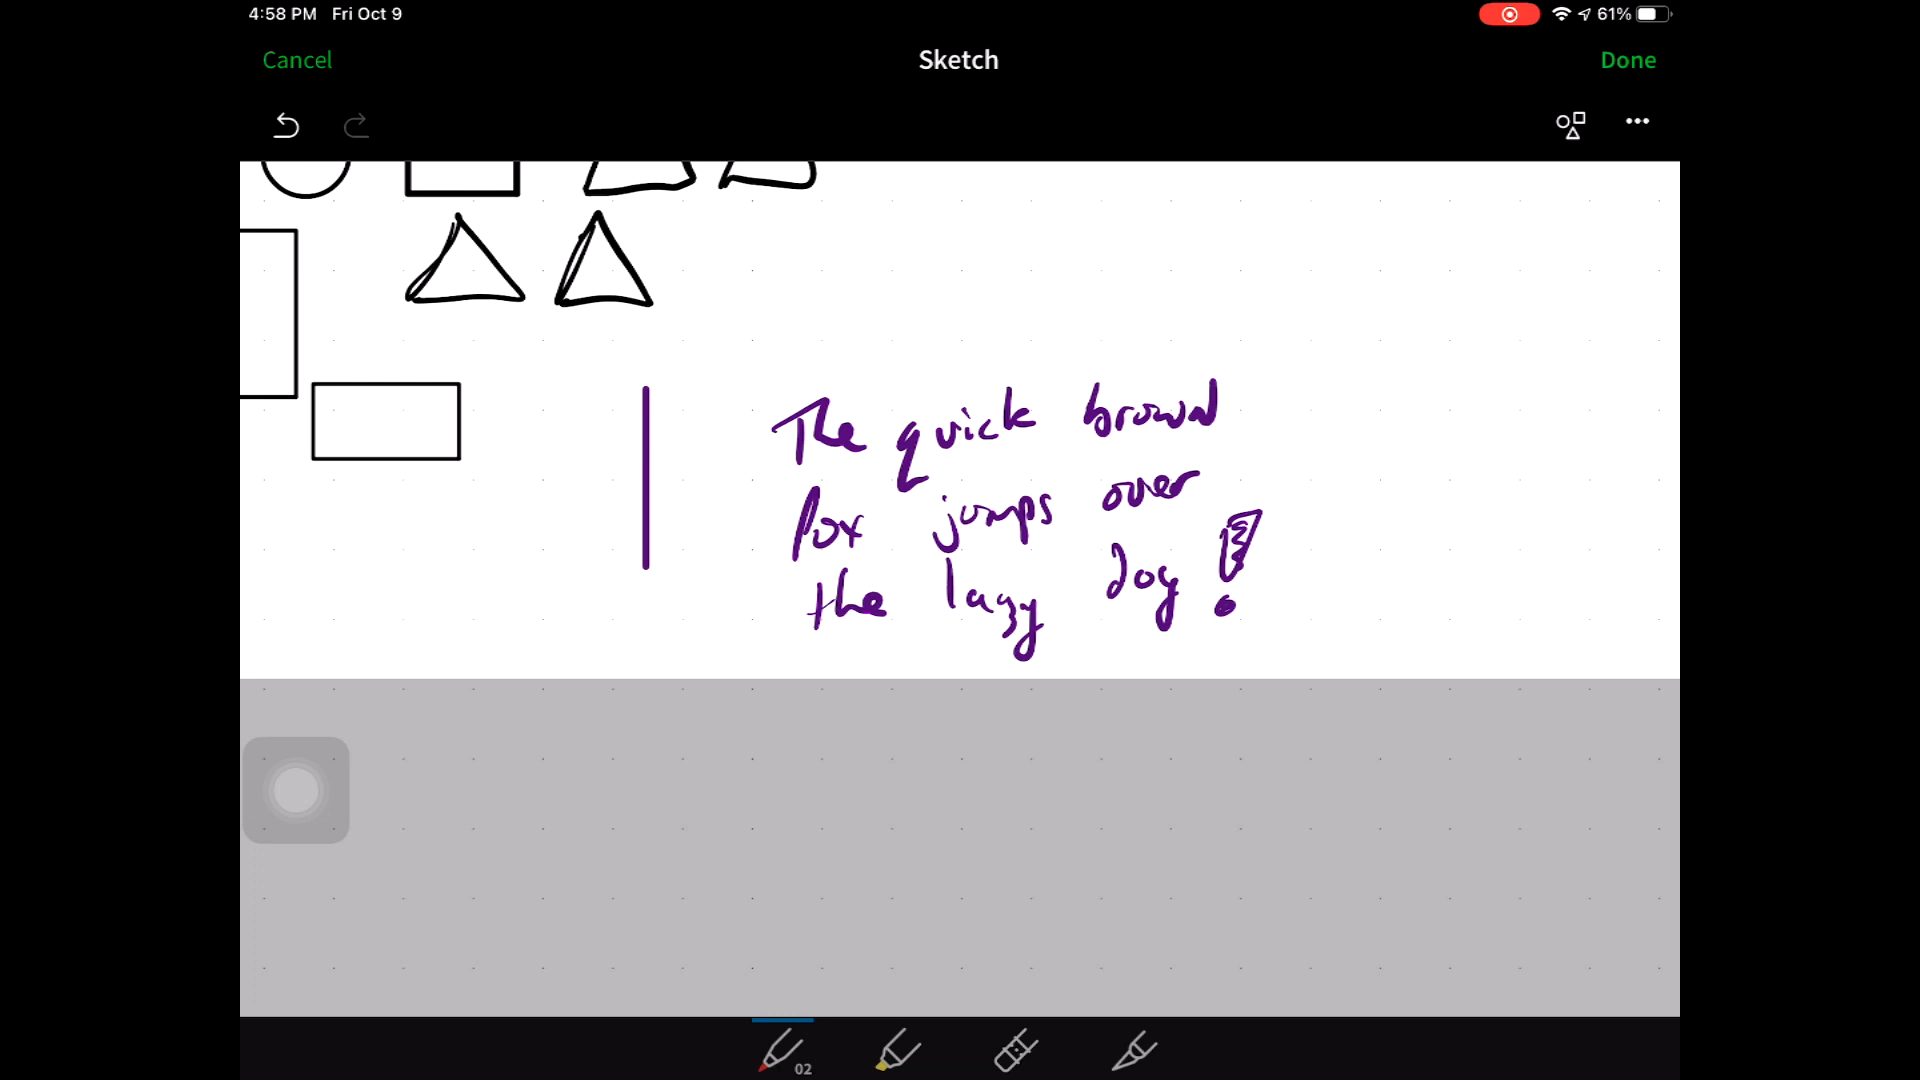 4:58 PM Fri Oct 9 61%
Cancel Sketch Done
The quick brown
fox jumps over
the lazy dog!
02